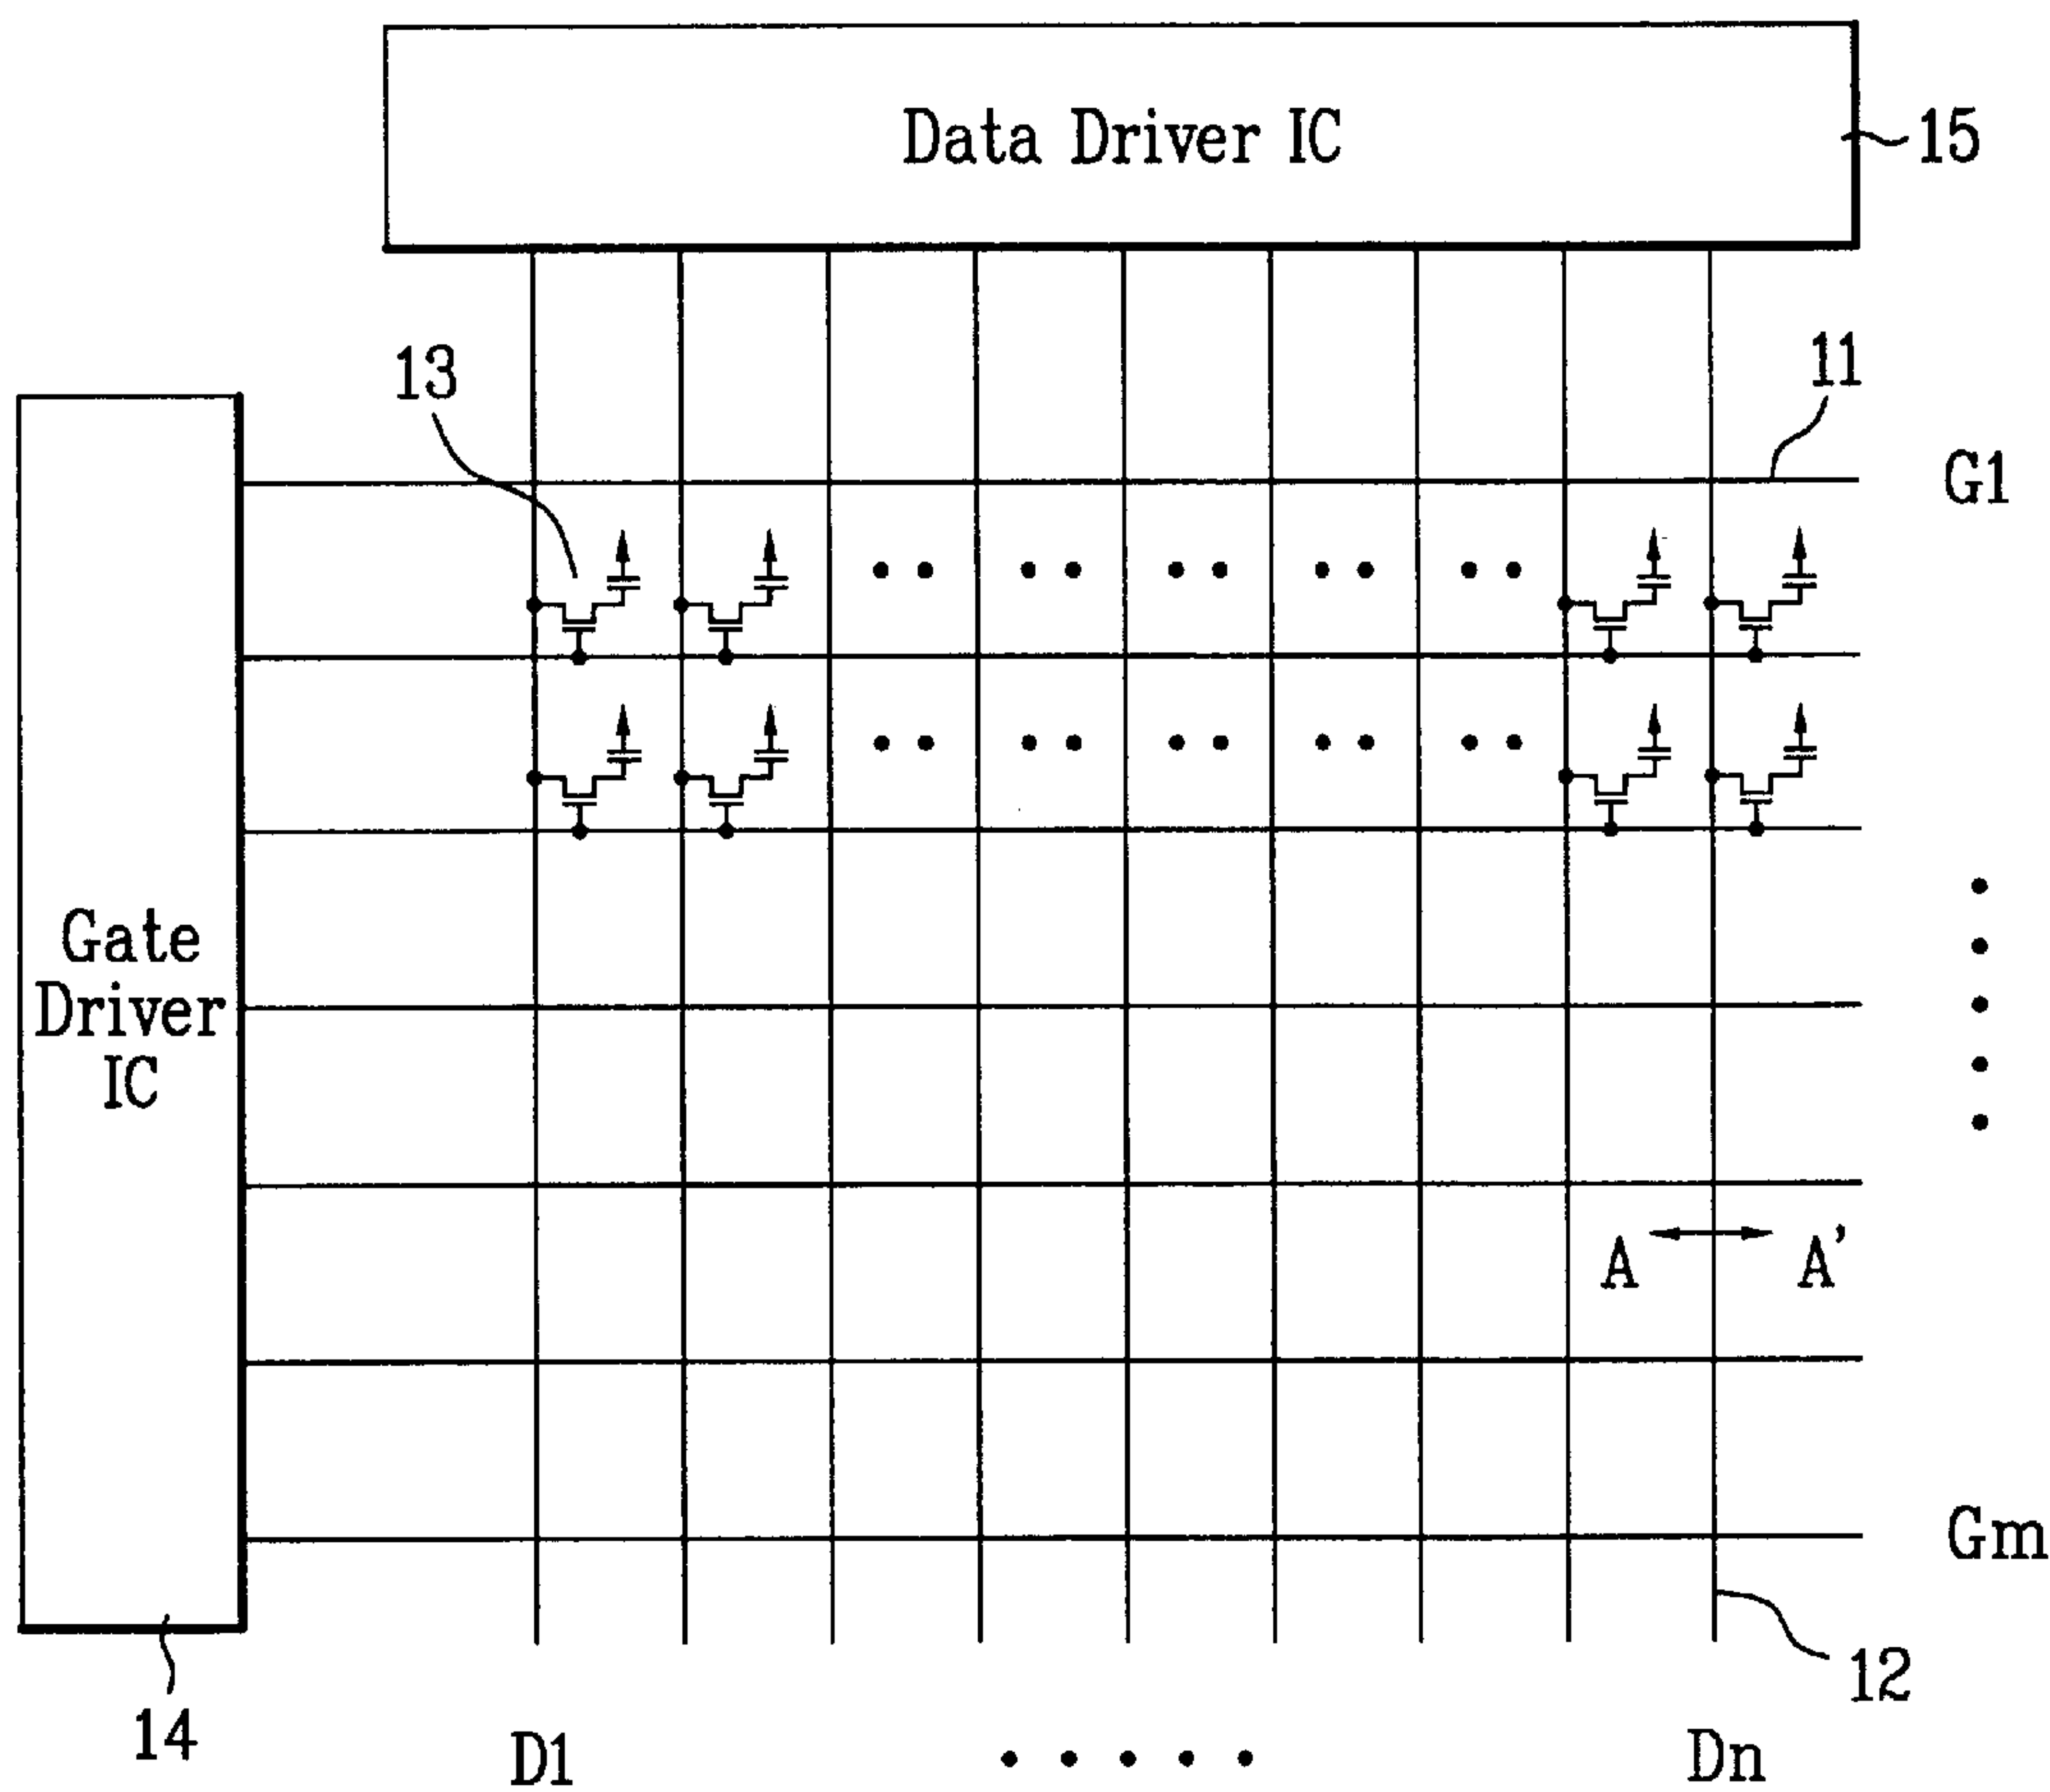 Data Driver IC
15
13
11
G1
Gate
Driver
IC
A
A'
Gm
12
14
D1
Dn